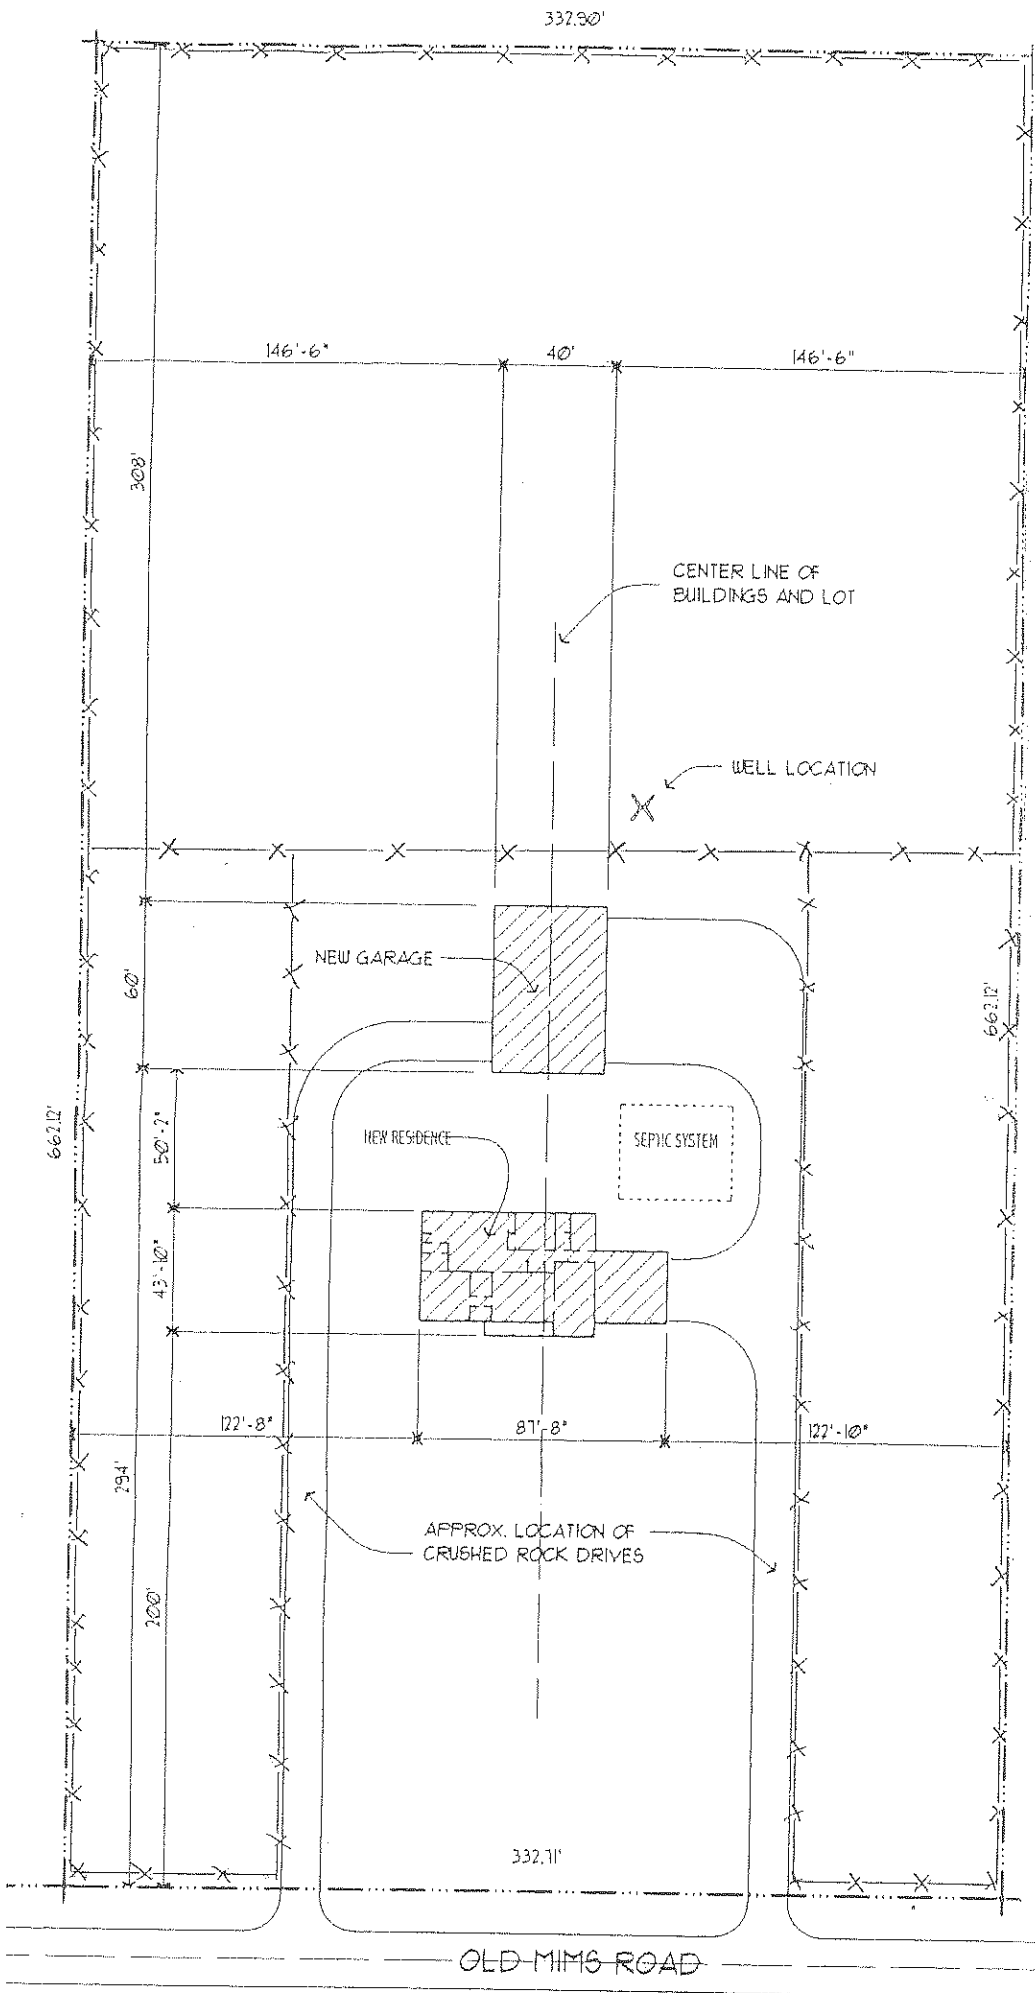 332.90'
146'-6"
40'
146'-6"
308'
CENTER LINE OF
BUILDINGS AND LOT
WELL LOCATION
NEW GARAGE
60'
662.12'
662.12'
50'-2"
NEW RESIDENCE
SEPTIC SYSTEM
43'-10"
122'-8"
87'-8"
122'-10"
294'
APPROX. LOCATION OF
CRUSHED ROCK DRIVES
200'
332.71'
OLD MIMS ROAD